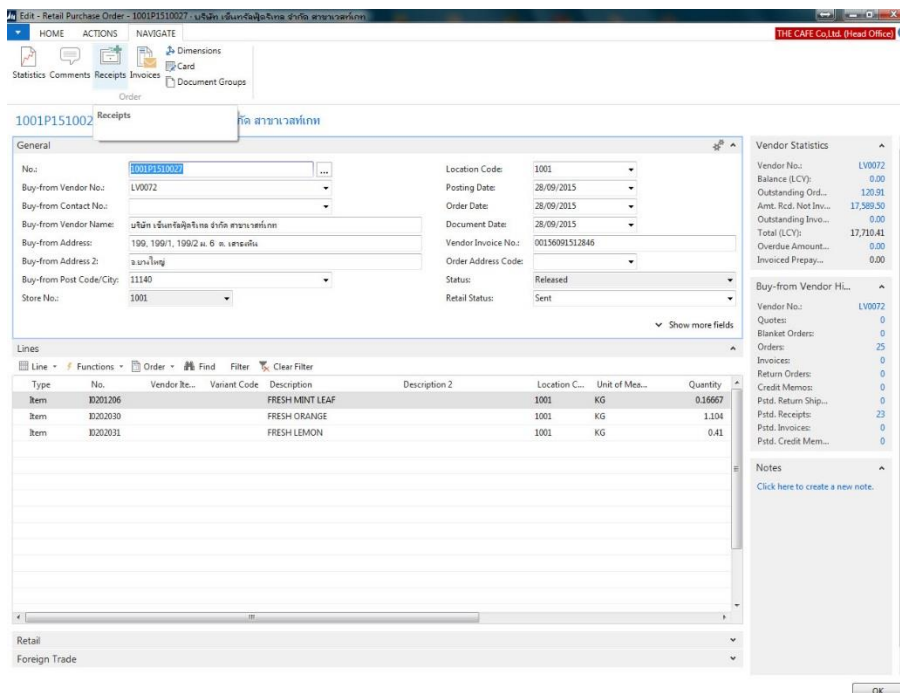 Edit - Retail Purchase Order - 1001P1510027 - บริษัท เซ็นทรัลฟู้ดรีเทล จำกัด สาขาเวสท์เกท
HOME ACTIONS NAVIGATE
THE CAFE Co,Ltd. (Head Office)
Dimensions
Card
Document Groups
Statistics Comments Receipts Invoices
Order
Receipts
1001P151002 กัด สาขาเวสท์เกท
General
No.: 1001P1510027 ...
Buy-from Vendor No.: LV0072
Buy-from Contact No.:
Buy-from Vendor Name: บริษัท เซ็นทรัลฟู้ดรีเทล จำกัด สาขาเวสท์เกท
Buy-from Address: 199, 199/1, 199/2 ม. 6 ต. เสาธงหิน
Buy-from Address 2: อ.บางใหญ่
Buy-from Post Code/City: 11140
Store No.: 1001
Location Code: 1001
Posting Date: 28/09/2015
Order Date: 28/09/2015
Document Date: 28/09/2015
Vendor Invoice No.: 00156091512846
Order Address Code:
Status: Released
Retail Status: Sent
Show more fields
Lines
Line Functions Order Find Filter Clear Filter
Type No. Vendor Ite... Variant Code Description Description 2 Location C... Unit of Mea... Quantity
Item I0201206 FRESH MINT LEAF 1001 KG 0.16667
Item I0202030 FRESH ORANGE 1001 KG 1.104
Item I0202031 FRESH LEMON 1001 KG 0.41
Retail
Foreign Trade
Vendor Statistics
Vendor No.: LV0072
Balance (LCY): 0.00
Outstanding Ord... 120.91
Amt. Rcd. Not Inv... 17,589.50
Outstanding Invo... 0.00
Total (LCY): 17,710.41
Overdue Amount... 0.00
Invoiced Prepay... 0.00
Buy-from Vendor Hi...
Vendor No.: LV0072
Quotes: 0
Blanket Orders: 0
Orders: 25
Invoices: 0
Return Orders: 0
Credit Memos: 0
Pstd. Return Ship... 0
Pstd. Receipts: 23
Pstd. Invoices: 0
Pstd. Credit Mem... 0
Notes
Click here to create a new note.
OK